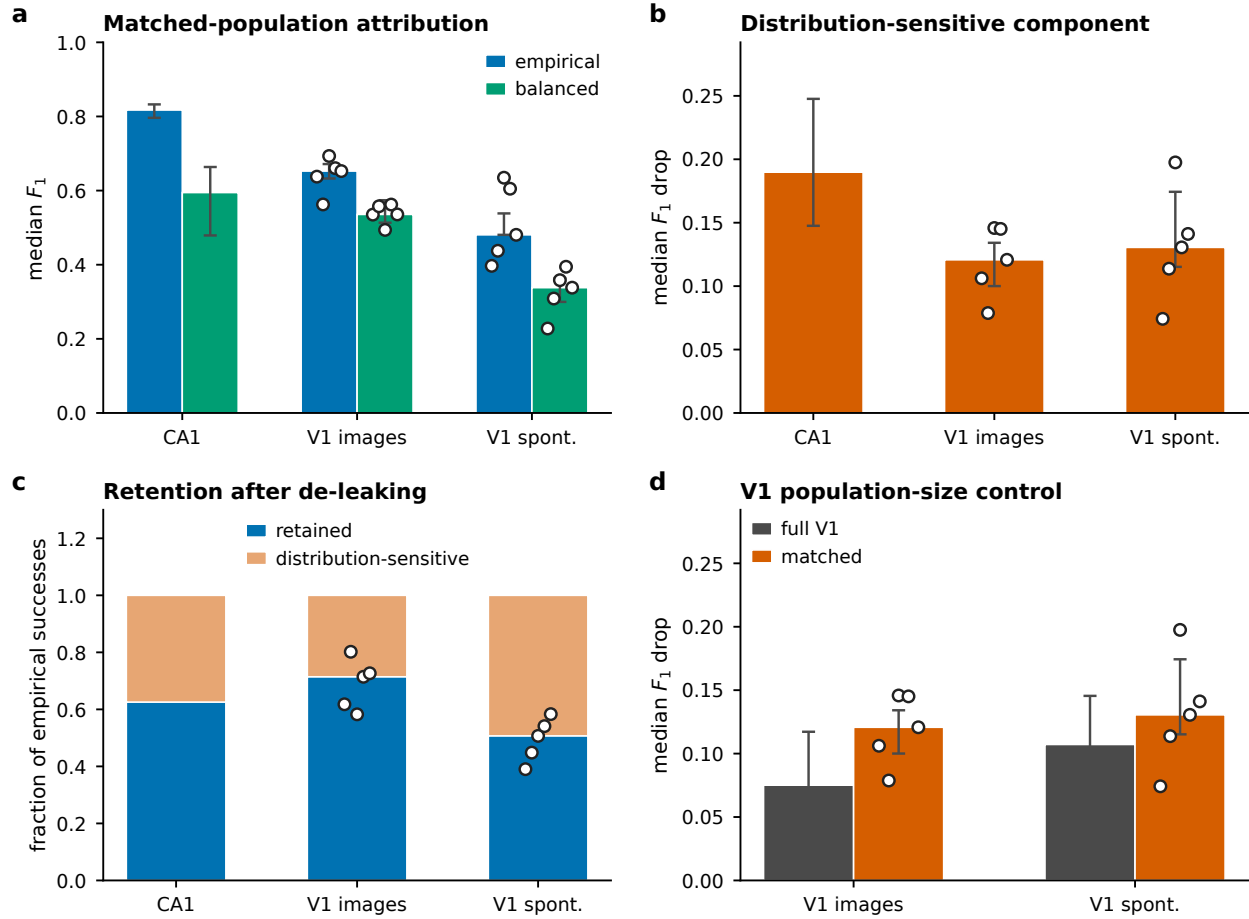 a
Matched-population attribution
median F1
1.0
0.8
0.6
0.4
0.2
0.0
empirical
balanced
CA1
V1 images
V1 spont.
b
Distribution-sensitive component
median F1 drop
0.25
0.20
0.15
0.10
0.05
0.00
CA1
V1 images
V1 spont.
c
Retention after de-leaking
fraction of empirical successes
1.2
1.0
0.8
0.6
0.4
0.2
0.0
retained
distribution-sensitive
CA1
V1 images
V1 spont.
d
V1 population-size control
median F1 drop
0.25
0.20
0.15
0.10
0.05
0.00
full V1
matched
V1 images
V1 spont.